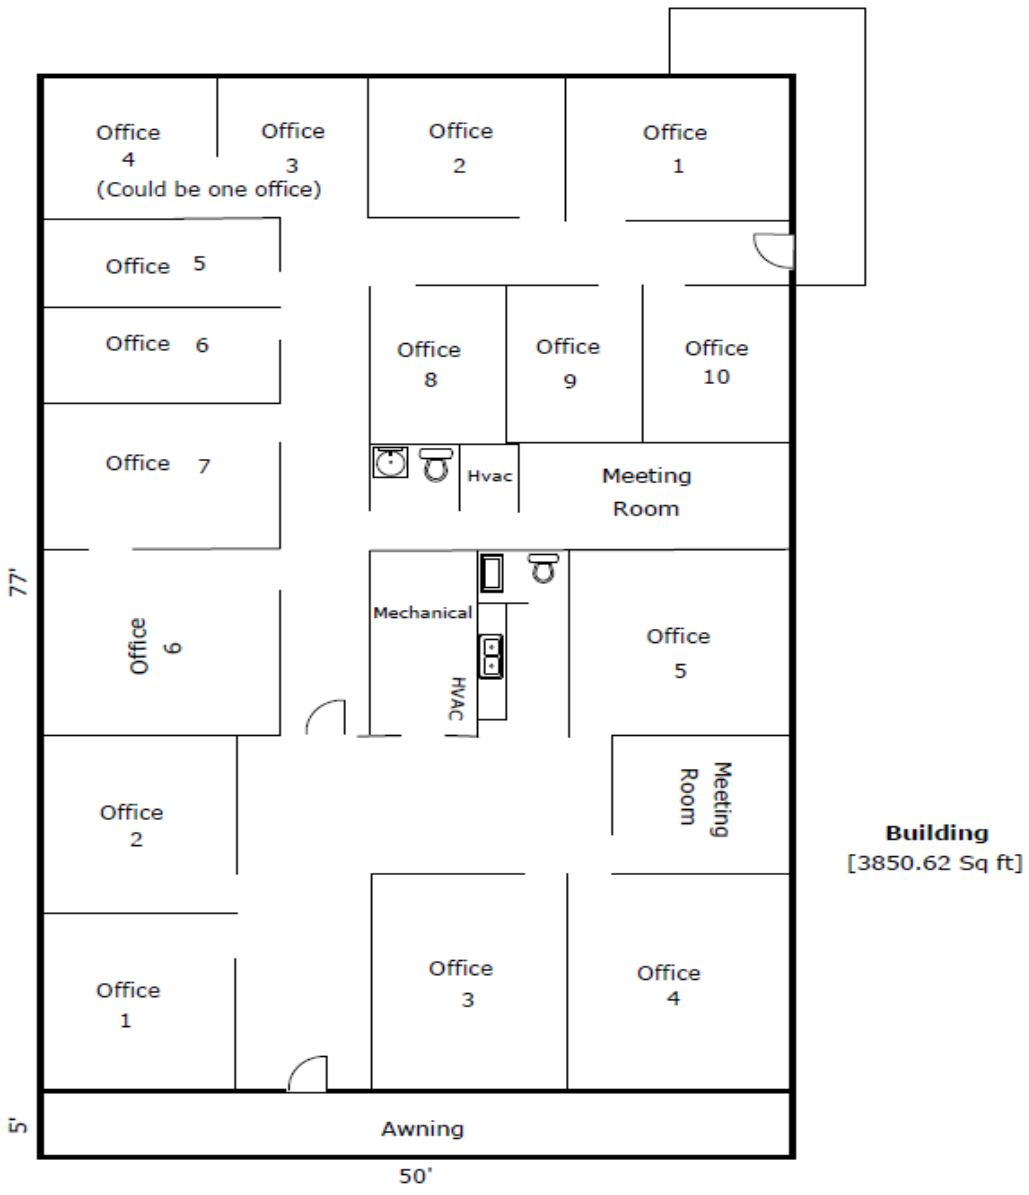 Office
4
Office
3
(Could be one office)
Office
2
Office
1
Office 5
Office 6
Office
8
Office
9
Office
10
Office 7
Hvac
Meeting
Room
77'
Office
6
Mechanical
HVAC
Office
5
Office
2
Meeting
Room
Building
[3850.62 Sq ft]
Office
1
Office
3
Office
4
5'
Awning
50'